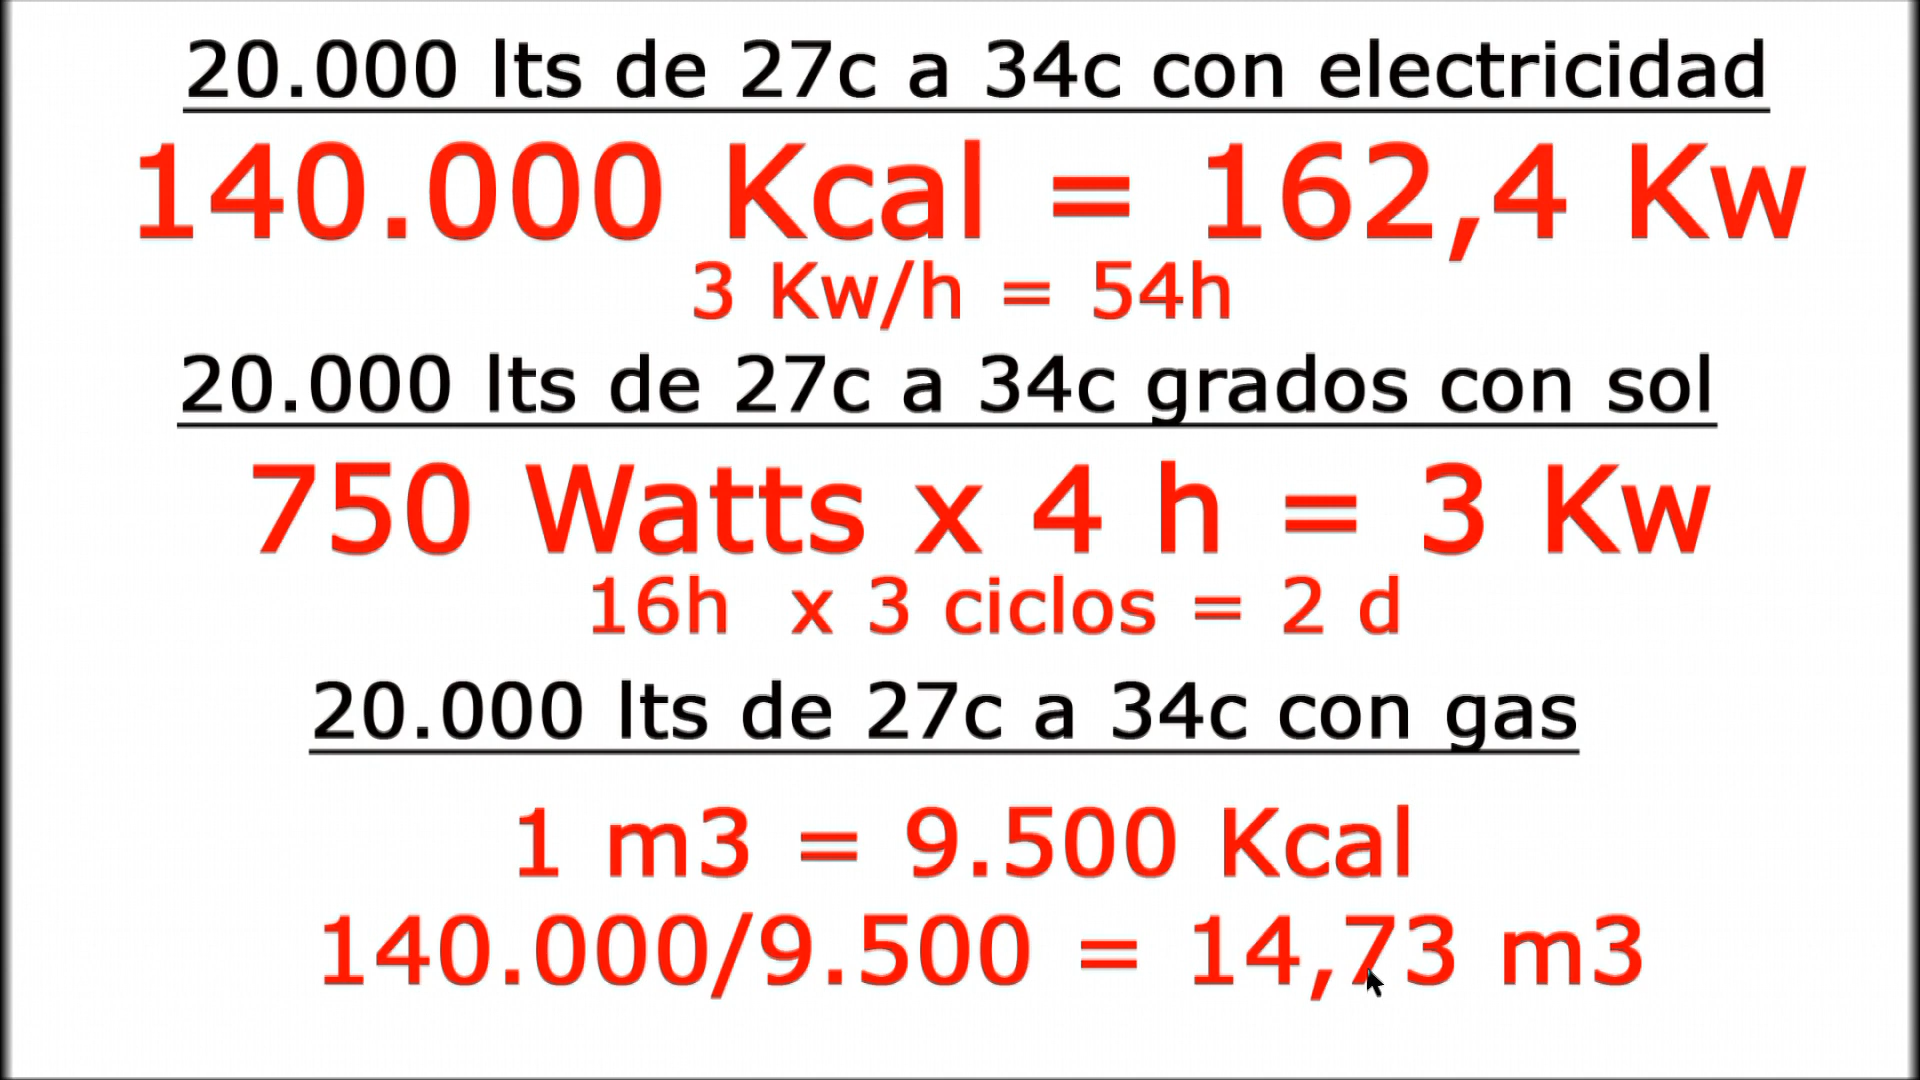 20.000 lts de 27c a 34c con electricidad
140.000 Kcal = 162,4 Kw
3 Kw/h = 54h
20.000 lts de 27c a 34c grados con sol
750 Watts x 4 h = 3 Kw
16h x 3 ciclos = 2 d
20.000 lts de 27c a 34c con gas
1 m3 = 9.500 Kcal
140.000/9.500 = 14,73 m3